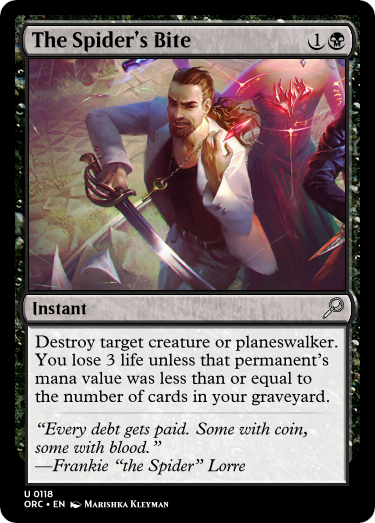 The Spider's Bite 1
Instant
Destroy target creature or planeswalker.
You lose 3 life unless that permanent's
mana value was less than or equal to
the number of cards in your graveyard.
"Every debt gets paid. Some with coin,
some with blood."
—Frankie "the Spider" Lorre
U 0118
ORC • EN Marishka Kleyman